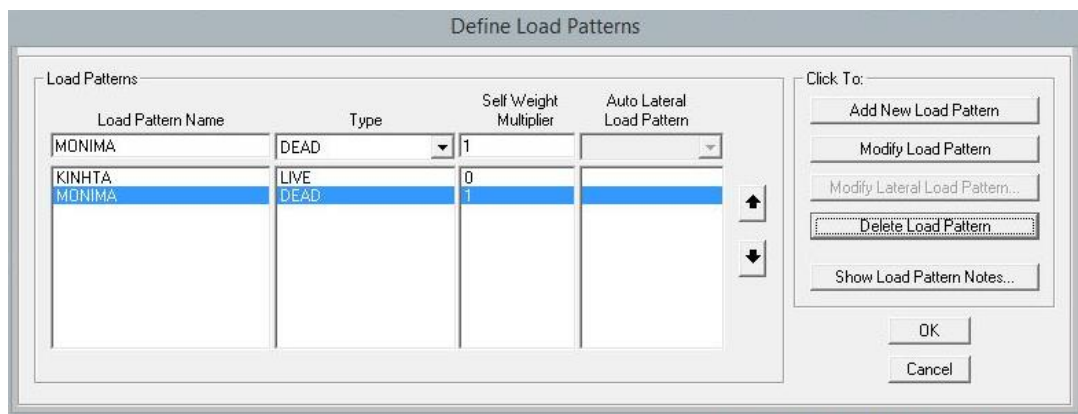 Define Load Patterns
Load Patterns
Click To:
Load Pattern Name
Type
Self Weight
Multiplier
Auto Lateral
Load Pattern
MONIMA
DEAD
1
KINHTA
LIVE
0
MONIMA
DEAD
1
Add New Load Pattern
Modify Load Pattern
Modify Lateral Load Pattern...
Delete Load Pattern
Show Load Pattern Notes...
OK
Cancel